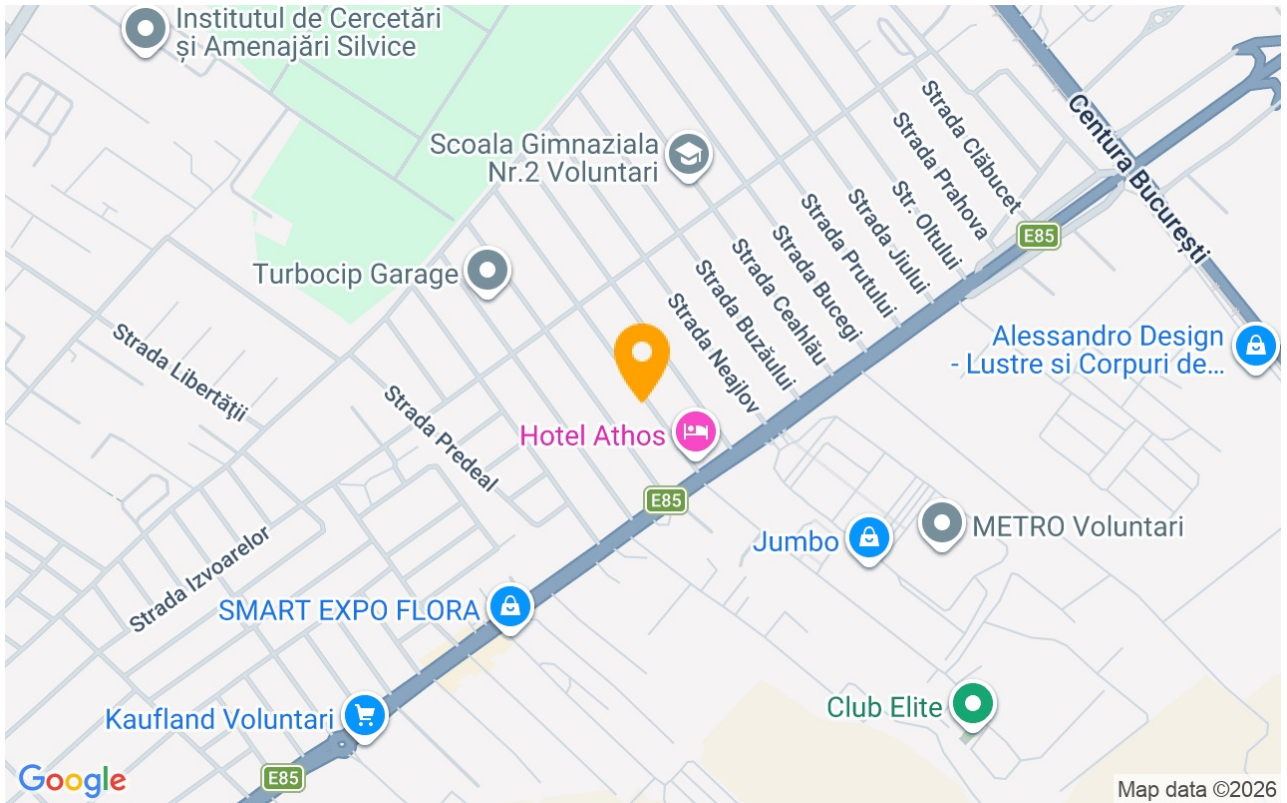 Institutul de Cercetări
și Amenajări Silvice
Scoala Gimnaziala
Nr.2 Voluntari
Strada Clăbucet
Centura București
Strada Prahova
Str. Oltului
Strada Jiului
Strada Prutului
E85
Strada Bucegi
Strada Ceahlău
Strada Buzăului
Strada Neajlov
Turbocip Garage
Strada Libertății
Strada Predeal
Alessandro Design
- Lustre si Corpuri de...
Hotel Athos
E85
Jumbo
METRO Voluntari
Strada Izvoarelor
SMART EXPO FLORA
Kaufland Voluntari
Club Elite
E85
Google
Map data ©2026